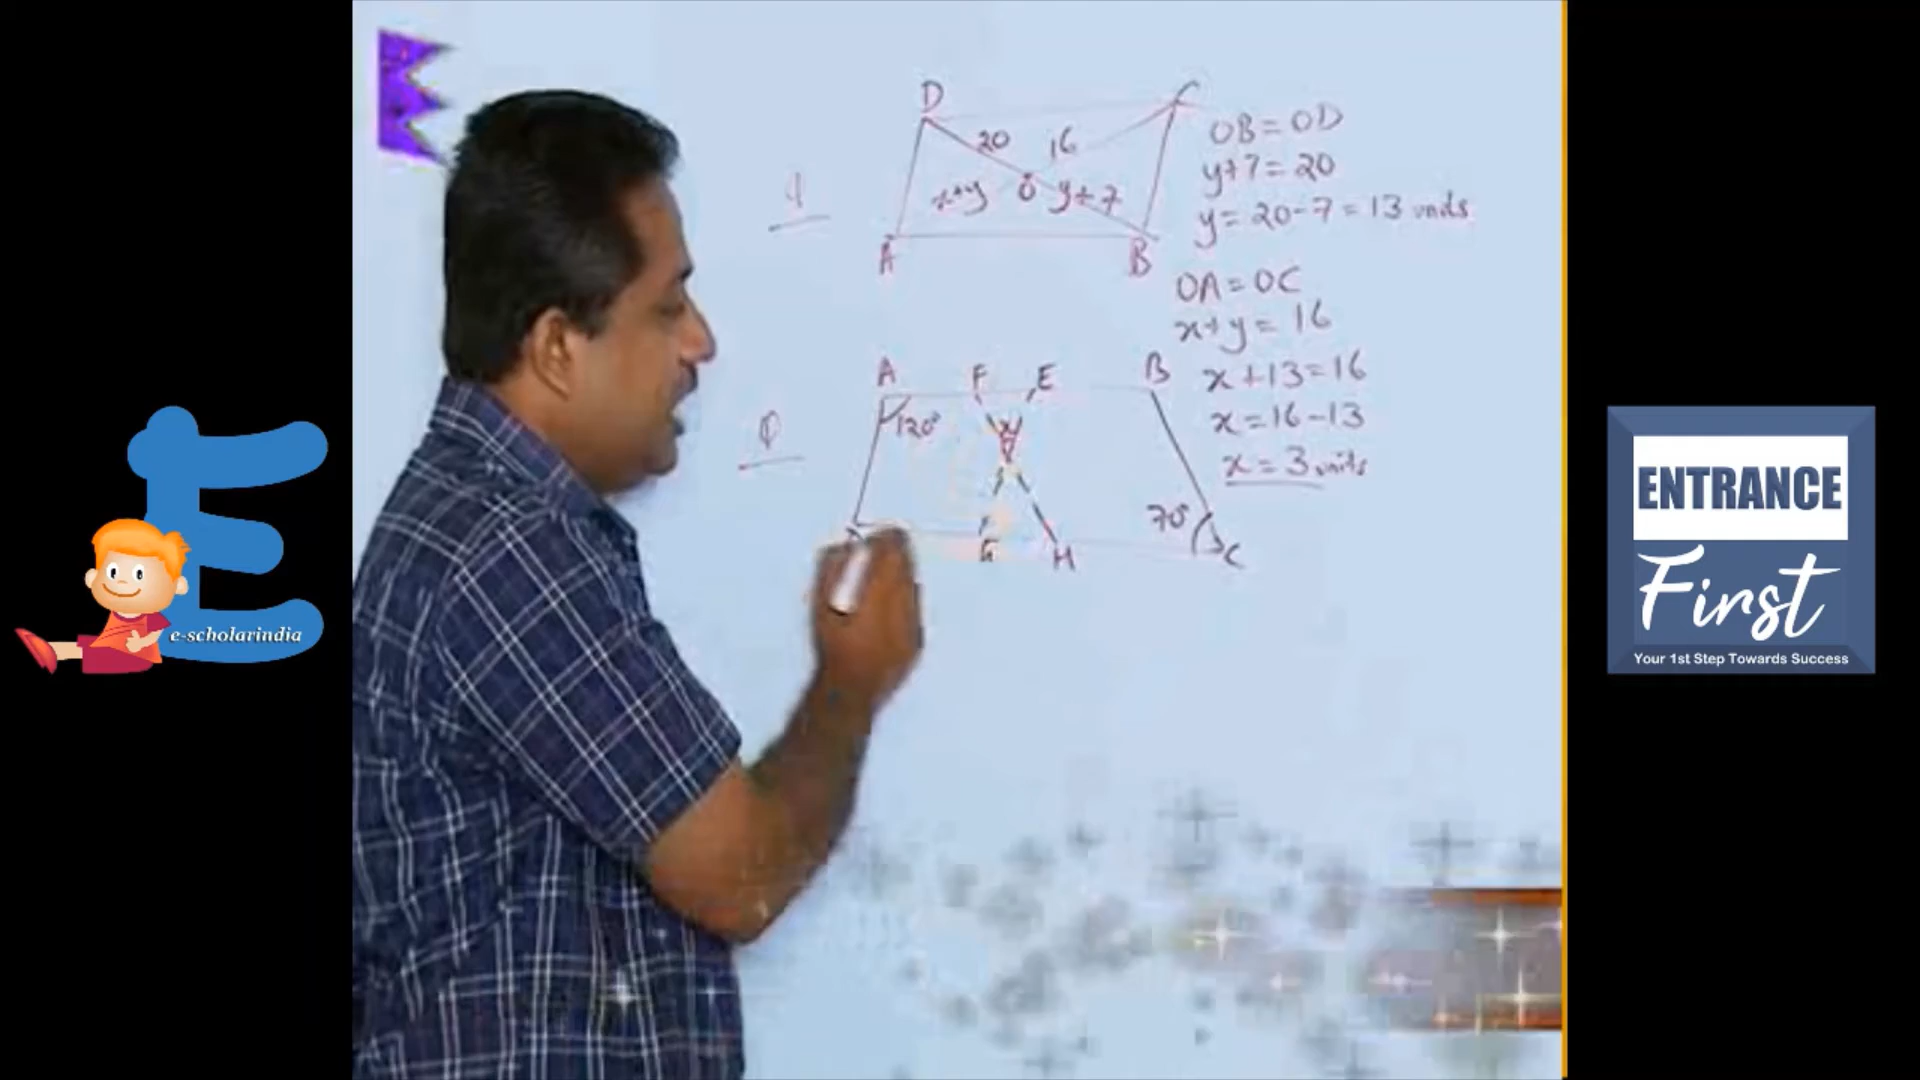 D
C
20
16
x+y
O
y+7
A
B
OB = OD
y+7 = 20
y = 20-7 = 13 units
OA = OC
x+y = 16
x+13=16
x = 16-13
x = 3 units
Q
A
F
E
B
120°
x
70°
G
H
C
e-scholarindia
ENTRANCE
First
Your 1st Step Towards Success